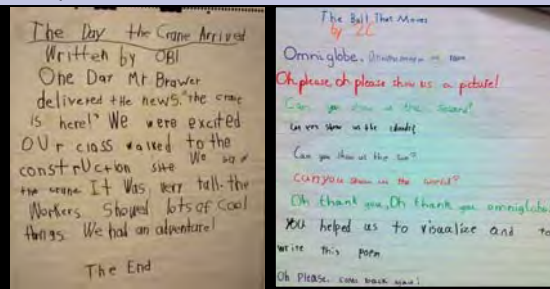 The Day the Crane Arrived
Written by OBI
One Day Mr. Brawer
delivered the news. "the crane
is here!" We were excited
OUr class walked to the
construction site We
the crane It Was very tall. the
Workers Showed lots of Cool
things. We had an adventure!
The End
The Ball That Moves
by 2C
Omniglobe,
Oh please, oh please show us a picture!
Can you show us the
show us the
Can you show us the sun?
can you show us the world?
Oh thank you, Oh thank you omniglobe
You helped us to visualize and to
write this poem
Oh Please, come back again!